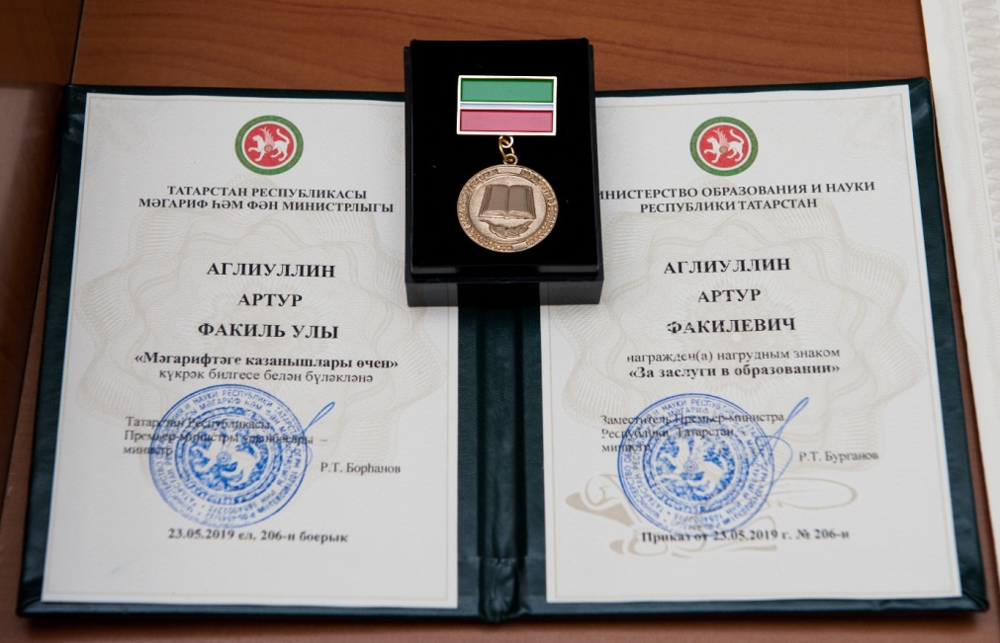 ТАТАРСТАН РЕСПУБЛИКАСЫ
МӘГАРИФ ҺӘМ ФӘН МИНИСТРЛЫГЫ
АГЛИУЛЛИН
АРТУР
ФАКИЛЬ УЛЫ
«Мәгарифтәге казанышлары өчен»
күкрәк билгесе белән бүләкләнә
Татарстан Республикасы
Премьер-министры урынбасары –
министр
Р.Т. Борһанов
23.05.2019 ел, 206-н боерык
МИНИСТЕРСТВО ОБРАЗОВАНИЯ И НАУКИ
РЕСПУБЛИКИ ТАТАРСТАН
АГЛИУЛЛИН
АРТУР
ФАКИЛЕВИЧ
награжден(а) нагрудным знаком
«За заслуги в образовании»
Заместитель Премьер-министра
Республики Татарстан
министр
Р.Т. Бурганов
Приказ от 23.05.2019 г. № 206-н